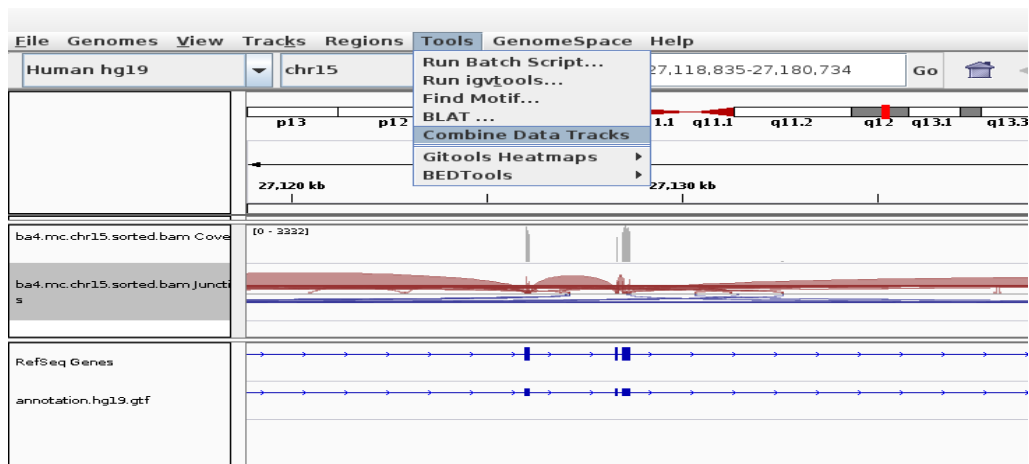 File Genomes View Tracks Regions Tools GenomeSpace Help
Human hg19 chr15 27,118,835-27,180,734 Go
Run Batch Script...
Run igvtools...
Find Motif...
BLAT ...
Combine Data Tracks
Gitools Heatmaps
BEDTools
p13 p12 1.1 q11.1 q11.2 q12 q13.1 q13.3
27,120 kb 27,130 kb
ba4.mc.chr15.sorted.bam Cove
[0 - 3332]
ba4.mc.chr15.sorted.bam Juncti
s
RefSeq Genes
annotation.hg19.gtf